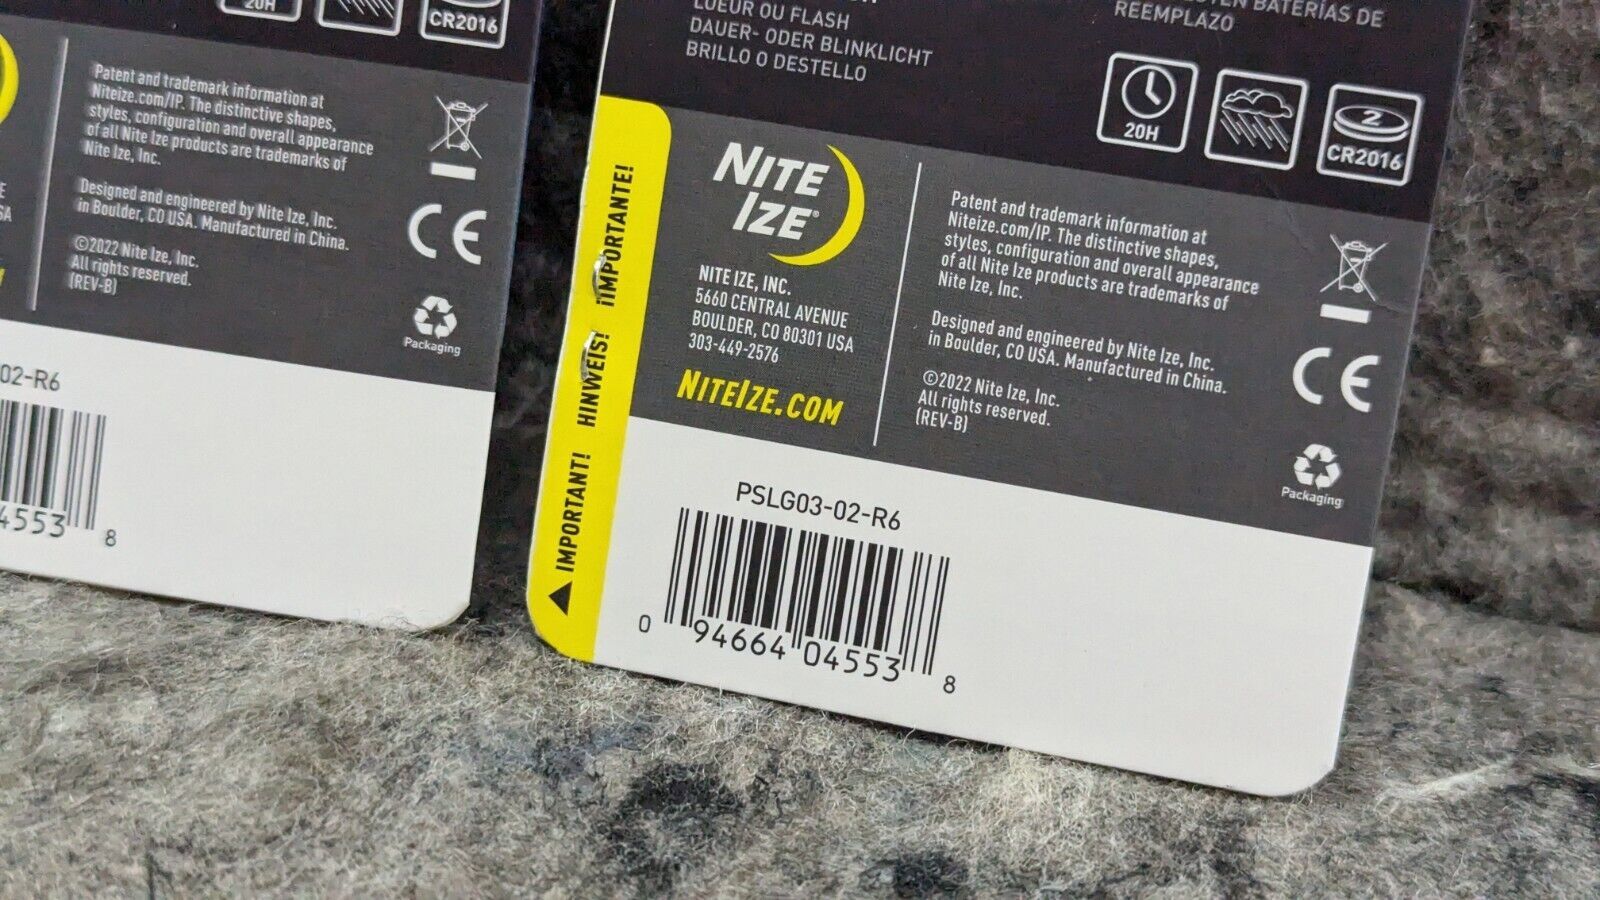 20H
CR2016
Patent and trademark information at
Niteize.com/IP. The distinctive shapes,
styles, configuration and overall appearance
of all Nite Ize products are trademarks of
Nite Ize, Inc.
Designed and engineered by Nite Ize, Inc.
in Boulder, CO USA. Manufactured in China.
©2022 Nite Ize, Inc.
All rights reserved.
(REV-B)
CE
Packaging
02-R6
4553 8
LUEUR OU FLASH
DAUER- ODER BLINKLICHT
BRILLO O DESTELLO
BATERÍAS DE
REEMPLAZO
20H
2
CR2016
IMPORTANT! HINWEIS! ¡IMPORTANTE!
NITE
IZE®
NITE IZE, INC.
5660 CENTRAL AVENUE
BOULDER, CO 80301 USA
303-449-2576
NITEIZE.COM
Patent and trademark information at
Niteize.com/IP. The distinctive shapes,
styles, configuration and overall appearance
of all Nite Ize products are trademarks of
Nite Ize, Inc.
Designed and engineered by Nite Ize, Inc.
in Boulder, CO USA. Manufactured in China.
©2022 Nite Ize, Inc.
All rights reserved.
(REV-B)
CE
Packaging
PSLG03-02-R6
0 94664 04553 8